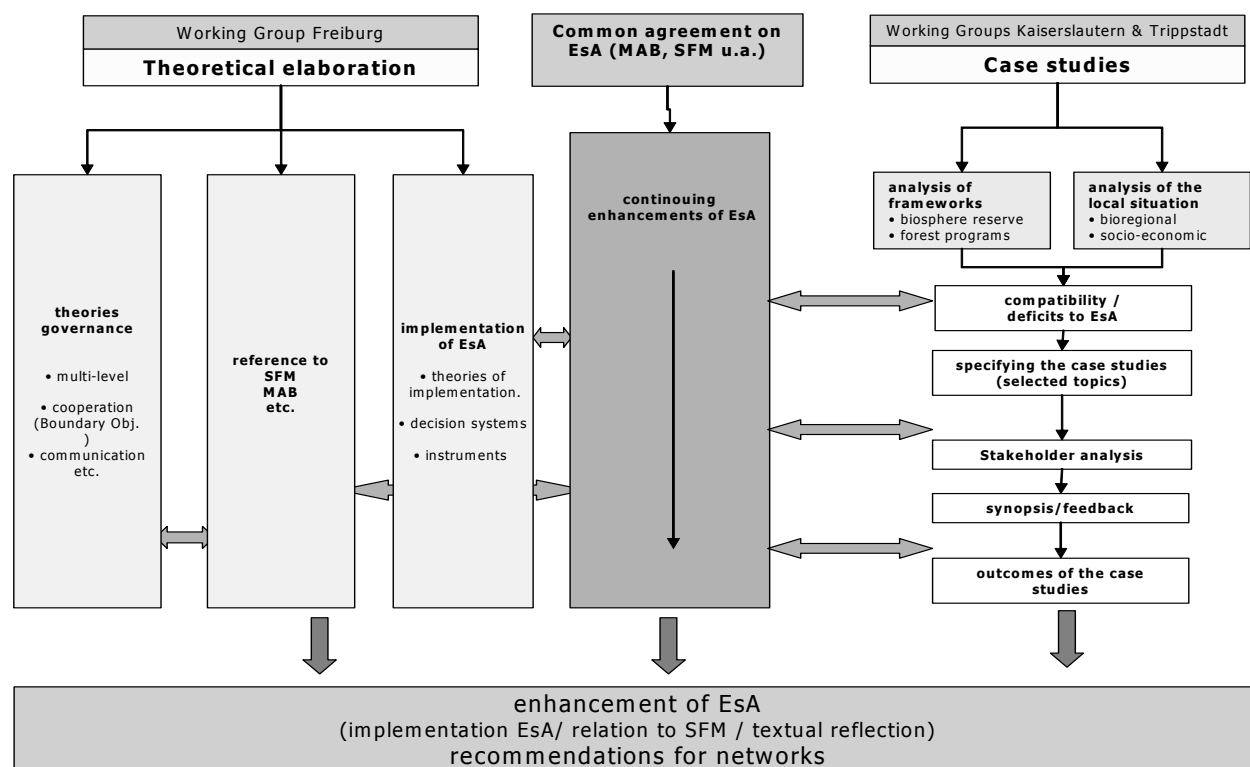 Working Group Freiburg
Theoretical elaboration
Common agreement on
EsA (MAB, SFM u.a.)
Working Groups Kaiserslautern & Trippstadt
Case studies
theories
governance
• multi-level
• cooperation
(Boundary Obj.
)
• communication
etc.
reference to
SFM
MAB
etc.
implementation
of EsA
• theories of
implementation.
• decision systems
• instruments
continouing
enhancements of EsA
analysis of
frameworks
• biosphere reserve
• forest programs
analysis of the
local situation
• bioregional
• socio-economic
compatibility /
deficits to EsA
specifying the case studies
(selected topics)
Stakeholder analysis
synopsis/feedback
outcomes of the case
studies
enhancement of EsA
(implementation EsA/ relation to SFM / textual reflection)
recommendations for networks